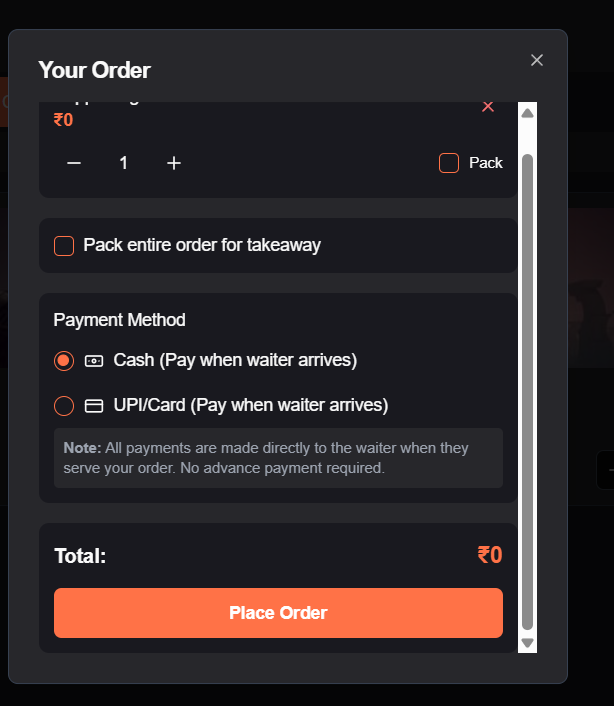 Your Order
₹0
1
Pack
Pack entire order for takeaway
Payment Method
Cash (Pay when waiter arrives)
UPI/Card (Pay when waiter arrives)
Note: All payments are made directly to the waiter when they
serve your order. No advance payment required.
Total:
₹0
Place Order